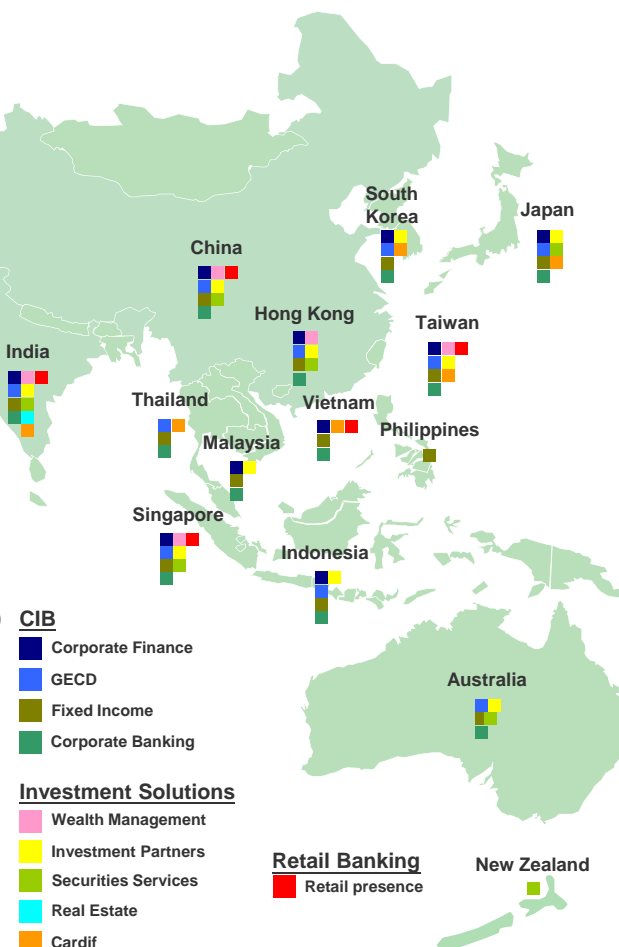 South
Korea
Japan
China
Hong Kong
Taiwan
India
Thailand
Vietnam
Philippines
Malaysia
Singapore
Indonesia
CIB
Corporate Finance
GECD
Fixed Income
Corporate Banking
Australia
Investment Solutions
Wealth Management
Investment Partners
Securities Services
Real Estate
Cardif
Retail Banking
Retail presence
New Zealand